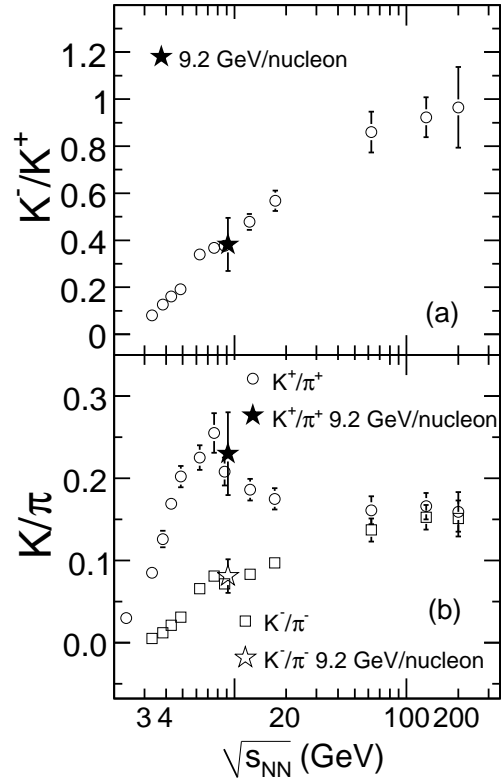 1.2
1
0.8
0.6
0.4
0.2
0
K⁻/K⁺
★ 9.2 GeV/nucleon
(a)
0.3
0.2
0.1
0.0
K/π
○ K⁺/π⁺
★ K⁺/π⁺ 9.2 GeV/nucleon
□ K⁻/π⁻
☆ K⁻/π⁻ 9.2 GeV/nucleon
(b)
3 4 10 20 100 200
√sNN (GeV)